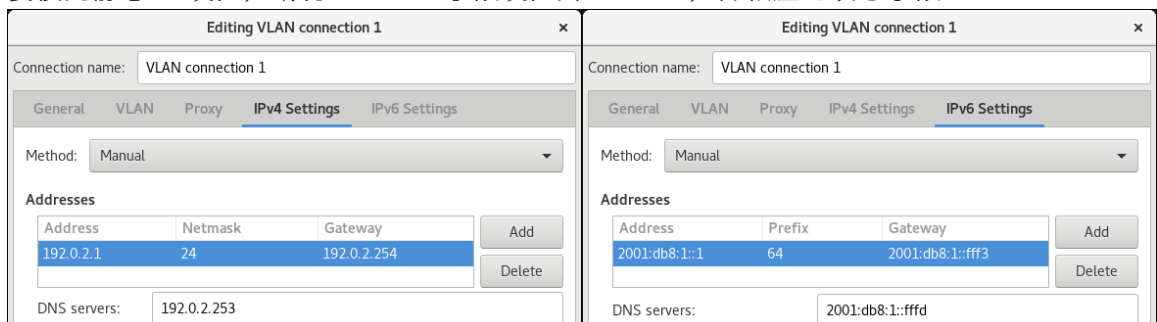 Editing VLAN connection 1 ×
Connection name: VLAN connection 1
General VLAN Proxy IPv4 Settings IPv6 Settings
Method: Manual
Addresses
Address Netmask Gateway
192.0.2.1 24 192.0.2.254
Add
Delete
DNS servers: 192.0.2.253
Editing VLAN connection 1 ×
Connection name: VLAN connection 1
General VLAN Proxy IPv4 Settings IPv6 Settings
Method: Manual
Addresses
Address Prefix Gateway
2001:db8:1::1 64 2001:db8:1::fff3
Add
Delete
DNS servers: 2001:db8:1::fffd